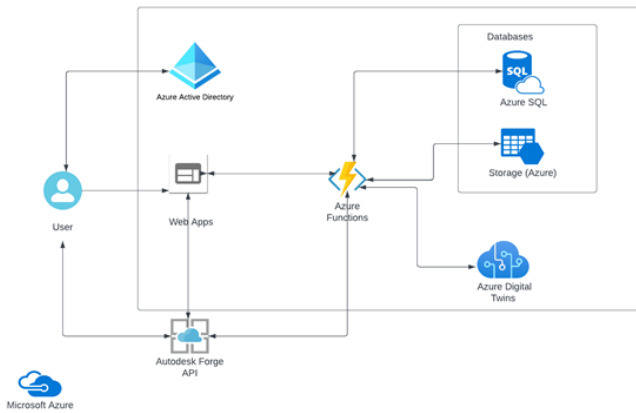 Databases
SQL
Azure SQL
Azure Active Directory
Storage (Azure)
User
Web Apps
Azure
Functions
Azure Digital
Twins
Autodesk Forge
API
Microsoft Azure